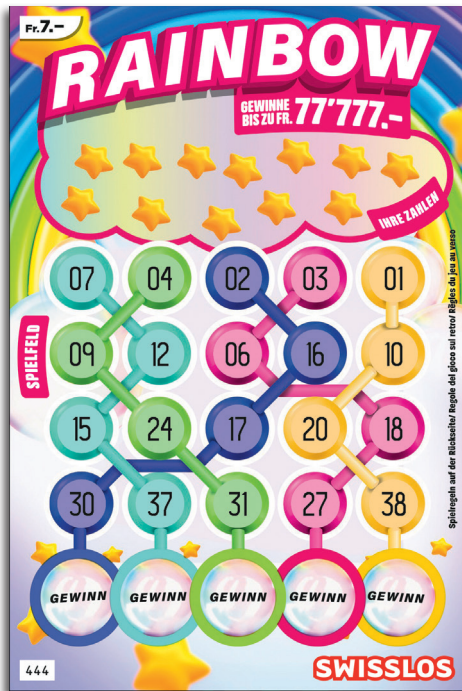 Fr.7.–
RAINBOW
GEWINNE
BIS ZU FR. 77'777.–
IHRE ZAHLEN
07 04 02 03 01
SPIELFELD
09 12 06 16 10
15 24 17 20 18
30 37 31 27 38
GEWINN GEWINN GEWINN GEWINN GEWINN
Spielregeln auf der Rückseite/ Regole del gioco sul retro/ Règles du jeu au verso
444
SWISSLOS